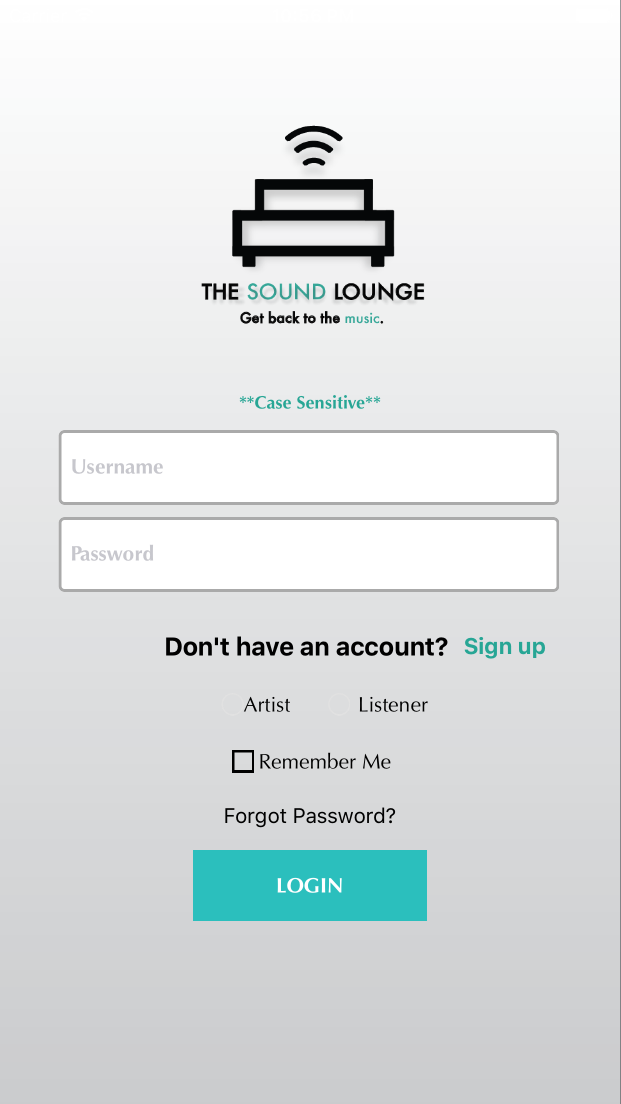 THE SOUND LOUNGE
Get back to the music.
**Case Sensitive**
Username
Password
Don't have an account? Sign up
Artist Listener
Remember Me
Forgot Password?
LOGIN